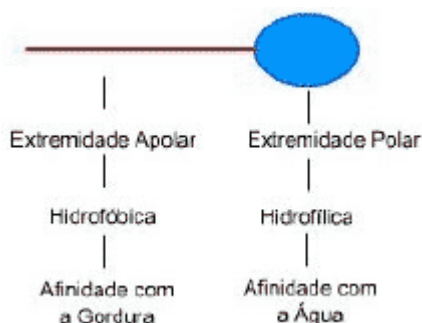 Extremidade Apolar
Extremidade Polar
Hidrofóbica
Hidrofílica
Afinidade com
a Gordura
Afinidade com
a Água